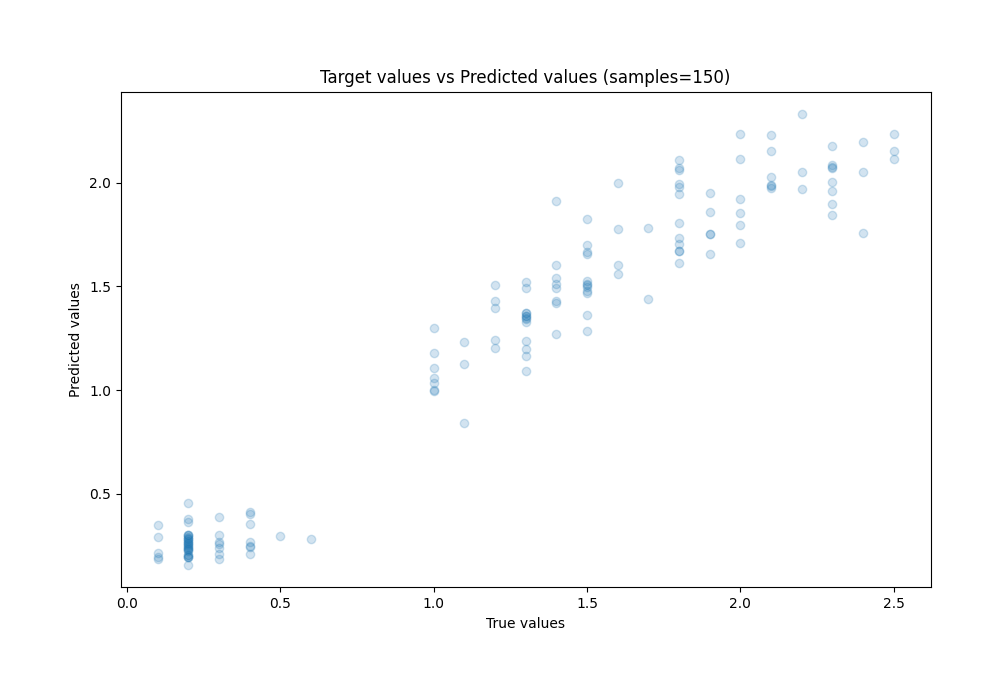 Target values vs Predicted values (samples=150)
Predicted values
2.0
1.5
1.0
0.5
0.0 0.5 1.0 1.5 2.0 2.5
True values